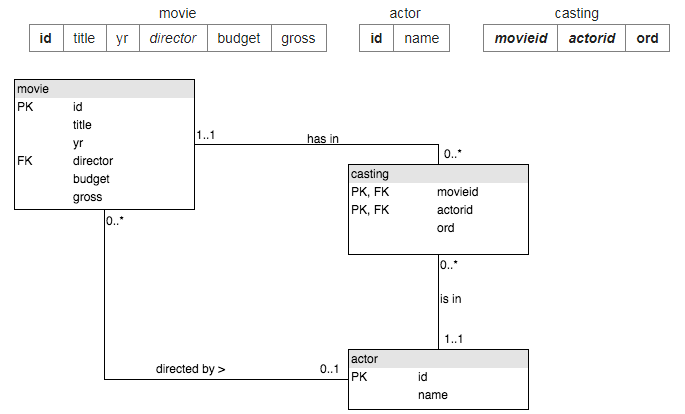 movie
id title yr director budget gross
actor
id name
casting
movieid actorid ord
movie
PK id
title
yr
FK director
budget
gross
1..1
has in
0..*
casting
PK, FK movieid
PK, FK actorid
ord
0..*
0..*
is in
1..1
directed by >
0..1
actor
PK id
name